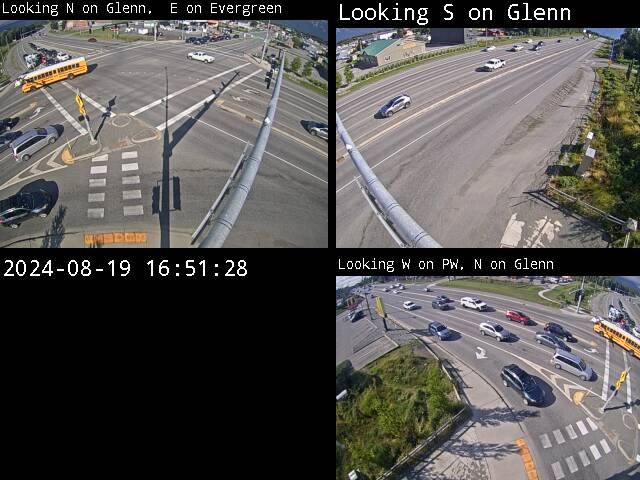 Looking N on Glenn, E on Evergreen
Looking S on Glenn
2024-08-19 16:51:28
Looking W on PW, N on Glenn